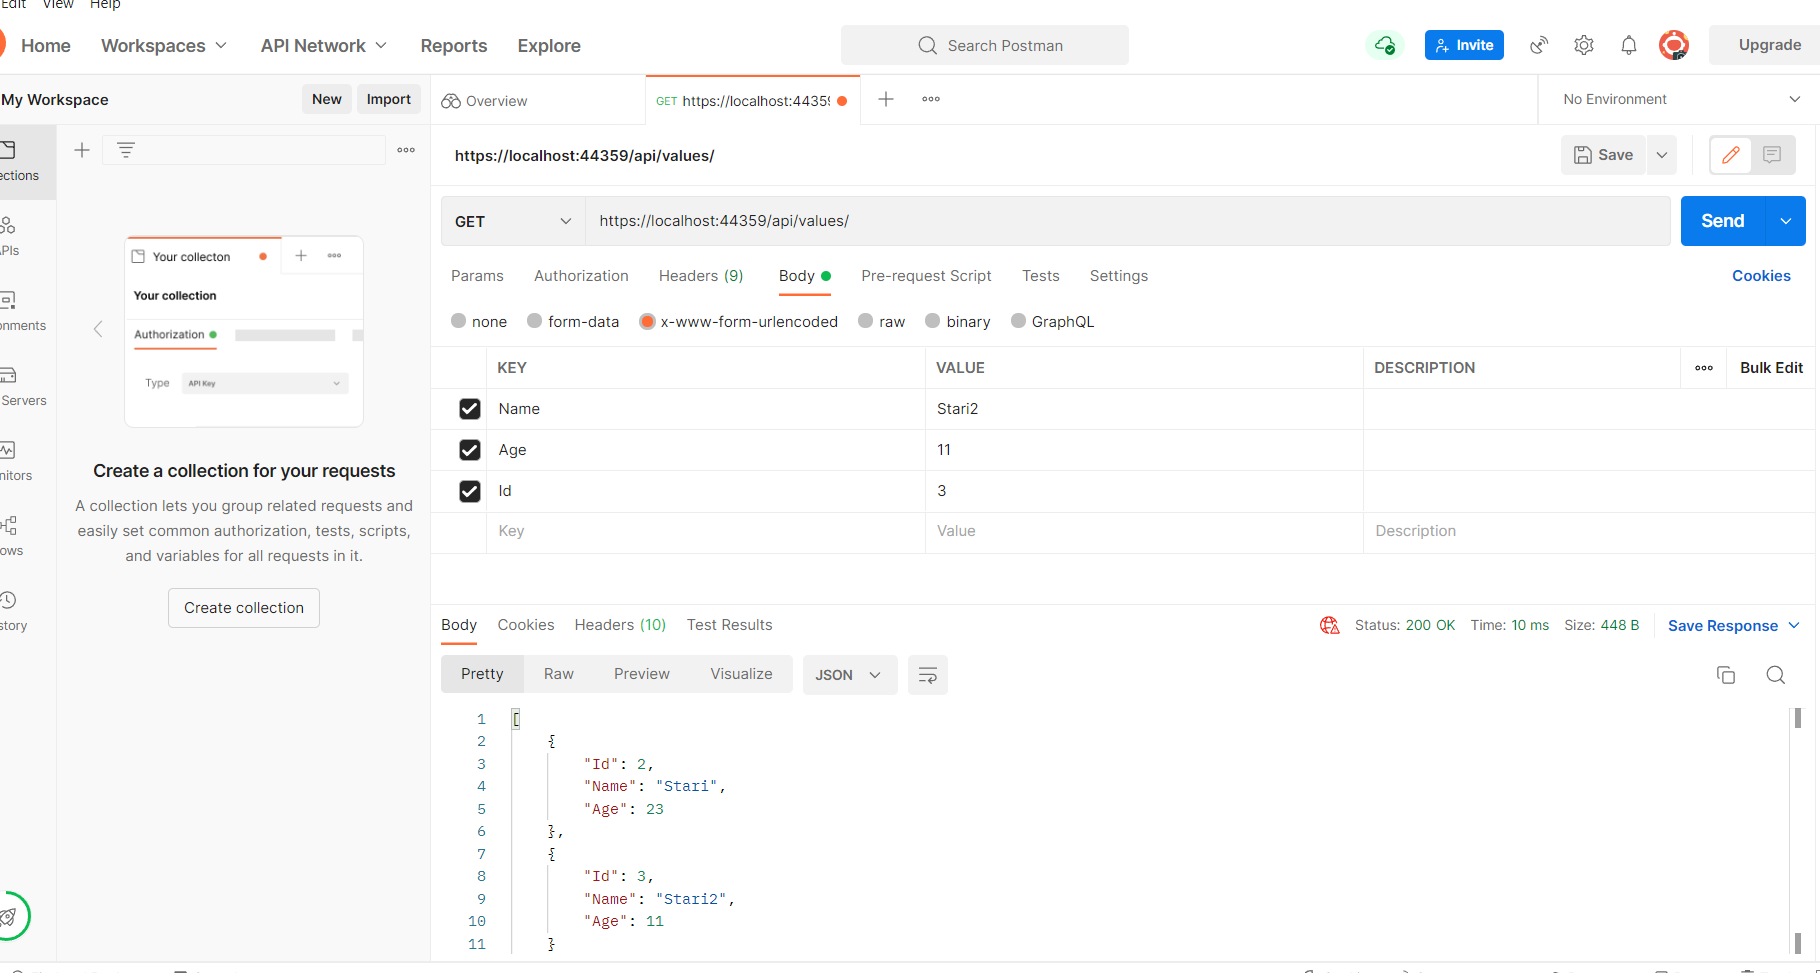 Edit View Help
Home Workspaces API Network Reports Explore Search Postman Invite Upgrade
My Workspace New Import Overview GET https://localhost:4435 No Environment
https://localhost:44359/api/values/ Save
GET https://localhost:44359/api/values/ Send
Params Authorization Headers (9) Body Pre-request Script Tests Settings Cookies
none form-data x-www-form-urlencoded raw binary GraphQL
KEY VALUE DESCRIPTION Bulk Edit
Name Stari2
Age 11
Id 3
Key Value Description
ections
PIs
onments
Servers
nitors
ows
story
Your collecton
Your collection
Authorization
Type API Key
Create a collection for your requests
A collection lets you group related requests and
easily set common authorization, tests, scripts,
and variables for all requests in it.
Create collection
Body Cookies Headers (10) Test Results Status: 200 OK Time: 10 ms Size: 448 B Save Response
Pretty Raw Preview Visualize JSON
1 [
2 {
3 "Id": 2,
4 "Name": "Stari",
5 "Age": 23
6 },
7 {
8 "Id": 3,
9 "Name": "Stari2",
10 "Age": 11
11 }